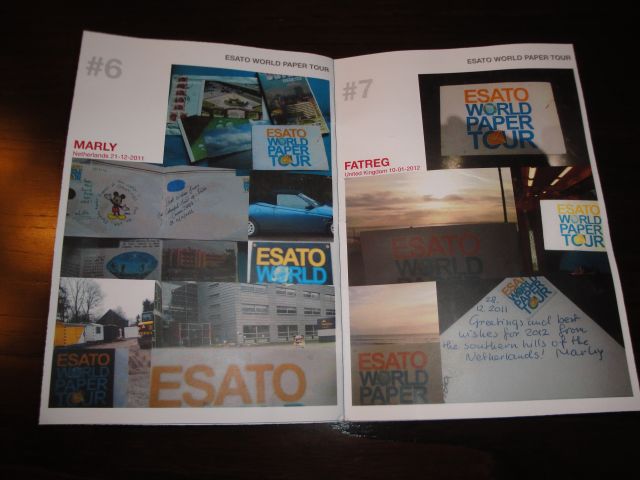 #6
ESATO WORLD PAPER TOUR
MARLY
Netherlands 21-12-2011
ESATO
WORLD
PAPER
TOUR
ESATO
WORLD
ESATO
WORLD
PAPER
TOUR
ESATO
#7
ESATO WORLD PAPER TOUR
FATREG
United Kingdom 10-01-2012
ESATO
WORLD
PAPER
TOUR
ESATO
WORLD
PAPER
TOUR
ESATO
WORLD
PAPER
TOUR
ESATO
WORLD
PAPER
TOUR
28.
12.2011
Greetings and best
wishes for 2012 from
the southern hills of the
Netherlands! Marly